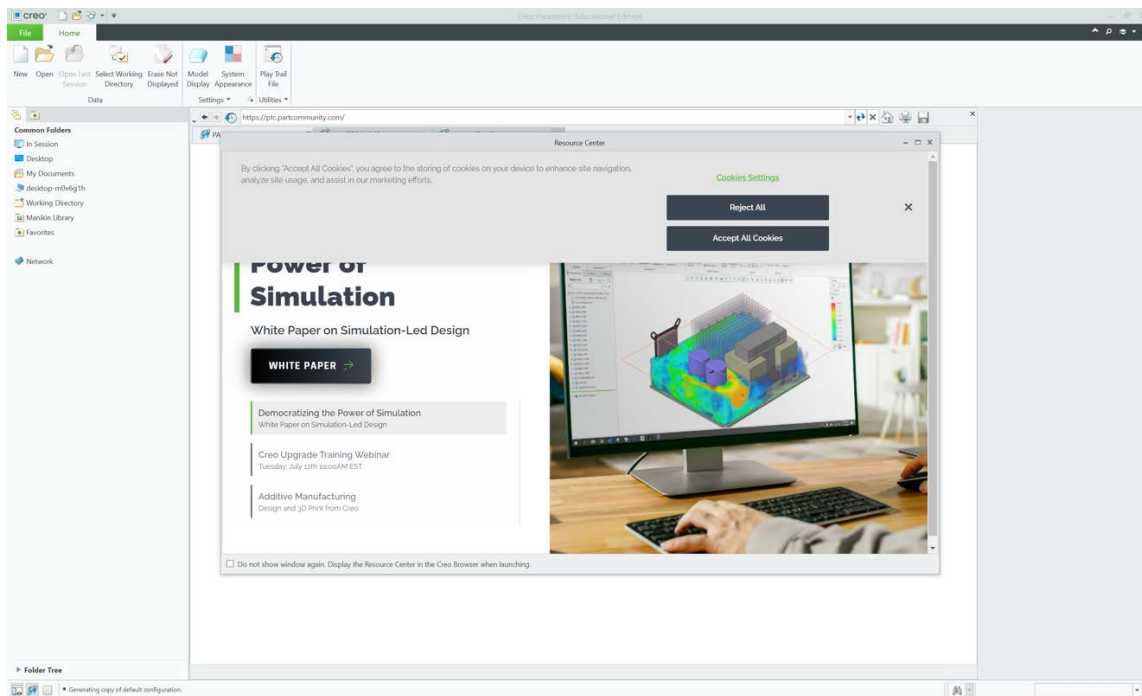 creo
Creo Parametric Educational Edition
File Home
New Open Open Last Session Select Working Directory Erase Not Displayed Model Display System Appearance Play Trail File
Data Settings Utilities
https://ptc.partcommunity.com/
PA
Common Folders
In Session
Desktop
My Documents
desktop-m0v6g1h
Working Directory
Manikin Library
Favorites
Network
Resource Center
By clicking "Accept All Cookies", you agree to the storing of cookies on your device to enhance site navigation,
analyze site usage, and assist in our marketing efforts.
Cookies Settings
Reject All
Accept All Cookies
Power of
Simulation
White Paper on Simulation-Led Design
WHITE PAPER
Democratizing the Power of Simulation
White Paper on Simulation-Led Design
Creo Upgrade Training Webinar
Tuesday, July 12th 10:00AM EST
Additive Manufacturing
Design and 3D Print from Creo
Do not show window again. Display the Resource Center in the Creo Browser when launching.
Folder Tree
Generating copy of default configuration.